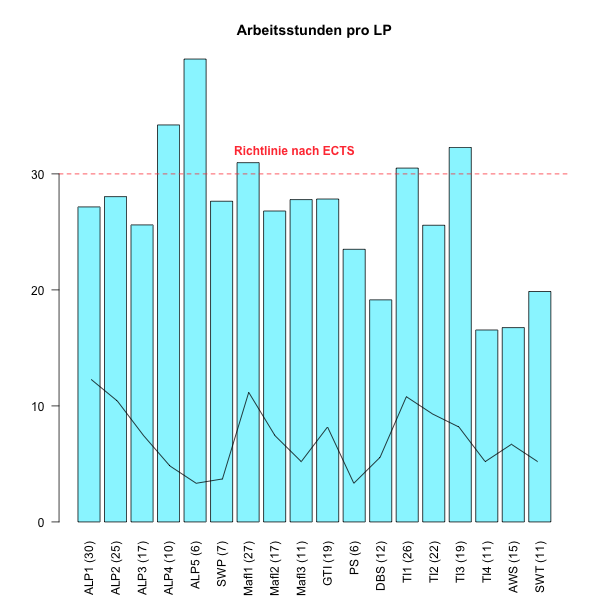 Arbeitsstunden pro LP
Richtlinie nach ECTS
30
20
10
0
ALP1 (30)
ALP2 (25)
ALP3 (17)
ALP4 (10)
ALP5 (6)
SWP (7)
MafI1 (27)
MafI2 (17)
MafI3 (11)
GTI (19)
PS (6)
DBS (12)
TI1 (26)
TI2 (22)
TI3 (19)
TI4 (11)
AWS (15)
SWT (11)